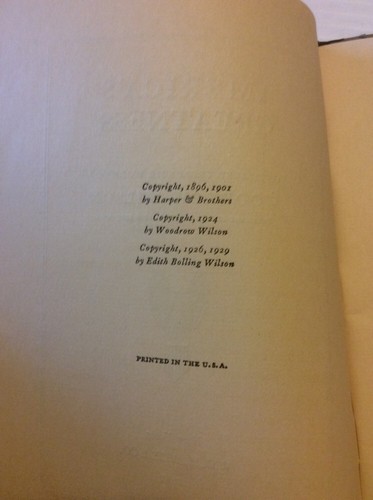 Copyright, 1896, 1901
by Harper & Brothers
Copyright, 1924
by Woodrow Wilson
Copyright, 1926, 1929
by Edith Bolling Wilson
PRINTED IN THE U. S. A.